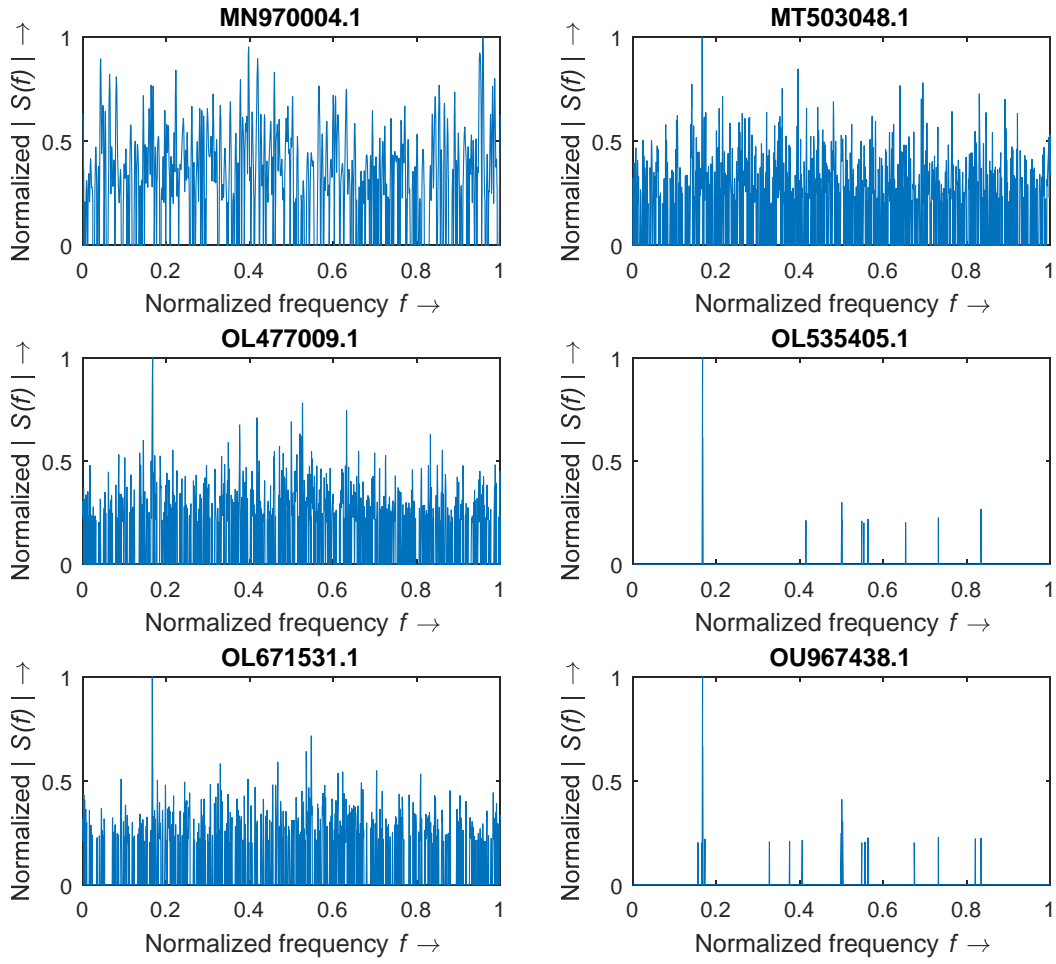 MN970004.1
Normalized | S(f) | →
1
0.5
0
0 0.2 0.4 0.6 0.8 1
Normalized frequency f →
MT503048.1
Normalized | S(f) | →
1
0.5
0
0 0.2 0.4 0.6 0.8 1
Normalized frequency f →
OL477009.1
Normalized | S(f) | →
1
0.5
0
0 0.2 0.4 0.6 0.8 1
Normalized frequency f →
OL535405.1
Normalized | S(f) | →
1
0.5
0
0 0.2 0.4 0.6 0.8 1
Normalized frequency f →
OL671531.1
Normalized | S(f) | →
1
0.5
0
0 0.2 0.4 0.6 0.8 1
Normalized frequency f →
OU967438.1
Normalized | S(f) | →
1
0.5
0
0 0.2 0.4 0.6 0.8 1
Normalized frequency f →